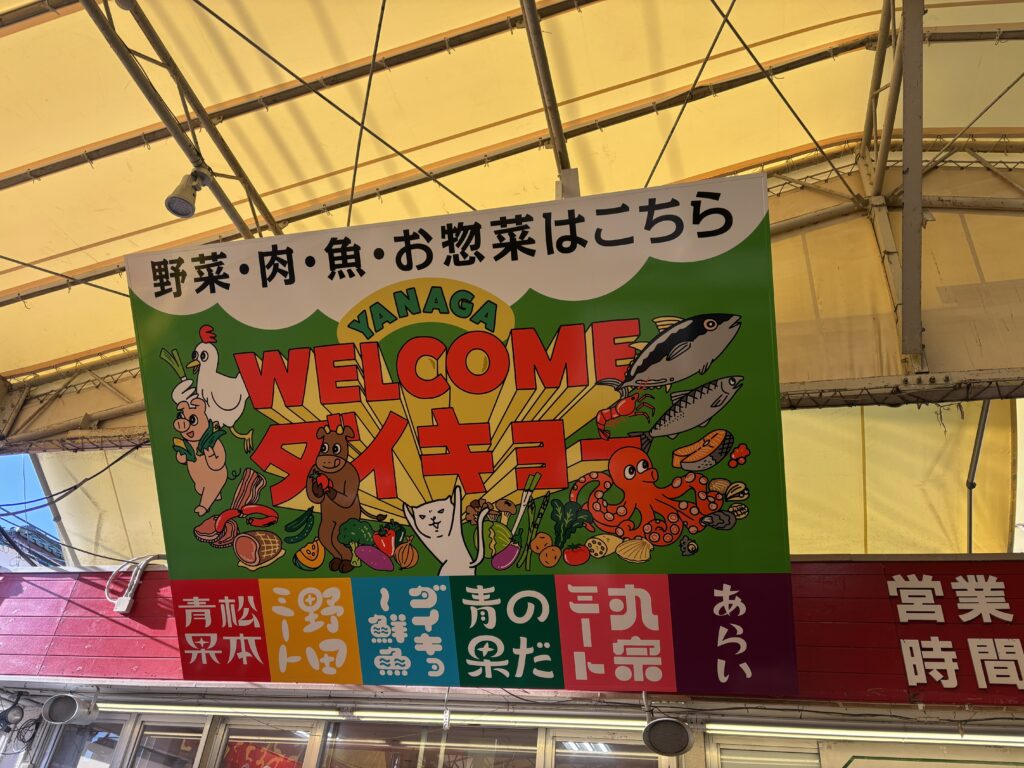 野菜・肉・魚・お惣菜はこちら
YANAGA
WELCOME
ダイキョー
松本
青果
野田
ミート
ダイキョ
ー鮮魚
のだ
青果
丸宗
ミート
あらい
営業
時間